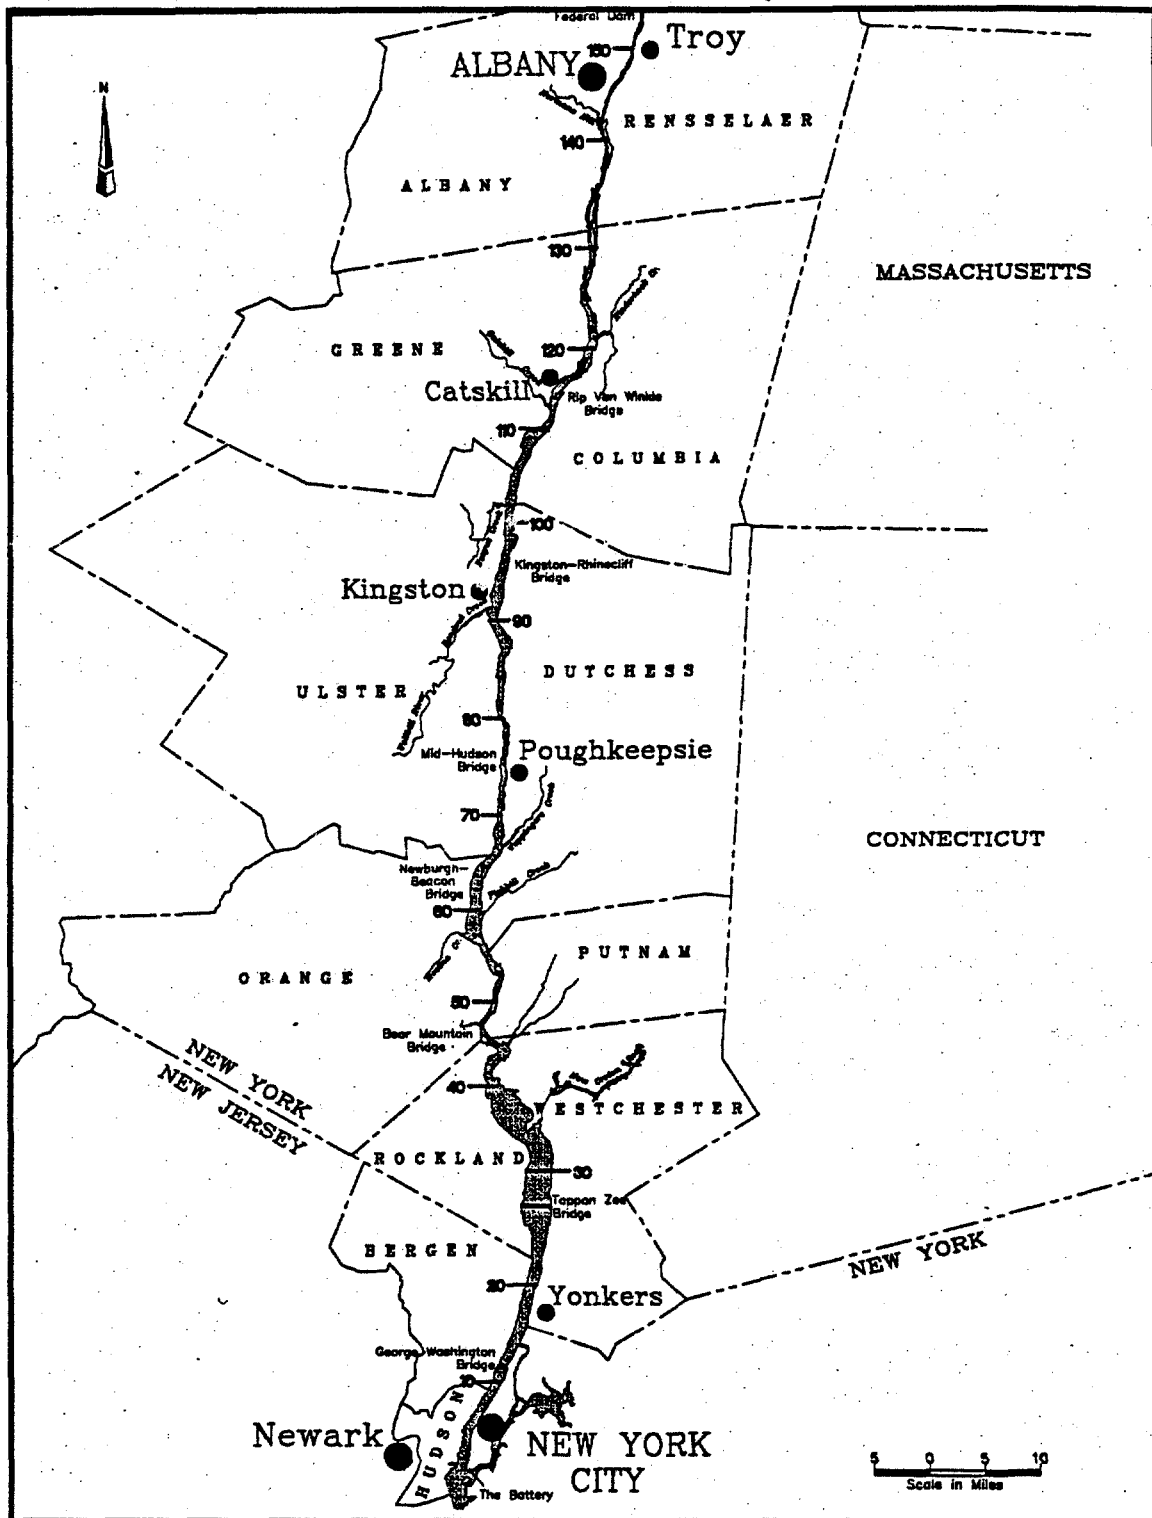 Federal Dam
150
Troy
ALBANY
N
RENSSELAER
140
ALBANY
130
MASSACHUSETTS
GREENE
120
Catskill
Rip Van Winkle
Bridge
110
COLUMBIA
100
Kingston-Rhinecliff
Bridge
Kingston
90
DUTCHESS
ULSTER
80
Mid-Hudson
Bridge
Poughkeepsie
70
CONNECTICUT
Newburgh-
Beacon
Bridge
Creek
60
PUTNAM
ORANGE
50
Bear Mountain
Bridge
NEW YORK
NEW JERSEY
40
WESTCHESTER
ROCKLAND
30
Tappan Zee
Bridge
BERGEN
NEW YORK
20
Yonkers
George Washington
Bridge
10
HUDSON
Newark
NEW YORK
CITY
The Battery
5 0 5 10
Scale in Miles